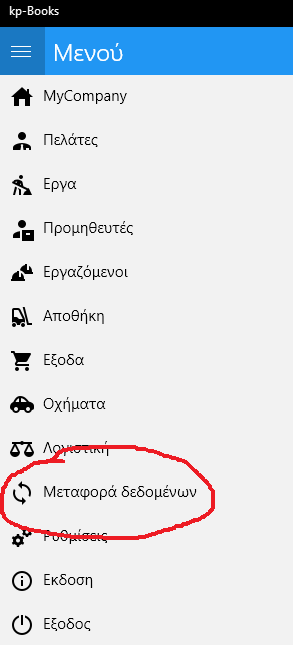 kp-Books
Μενού
MyCompany
Πελάτες
Εργα
Προμηθευτές
Εργαζόμενοι
Αποθήκη
Εξοδα
Οχήματα
Λογιστική
Μεταφορά δεδομένων
Ρυθμίσεις
Εκδοση
Εξοδος